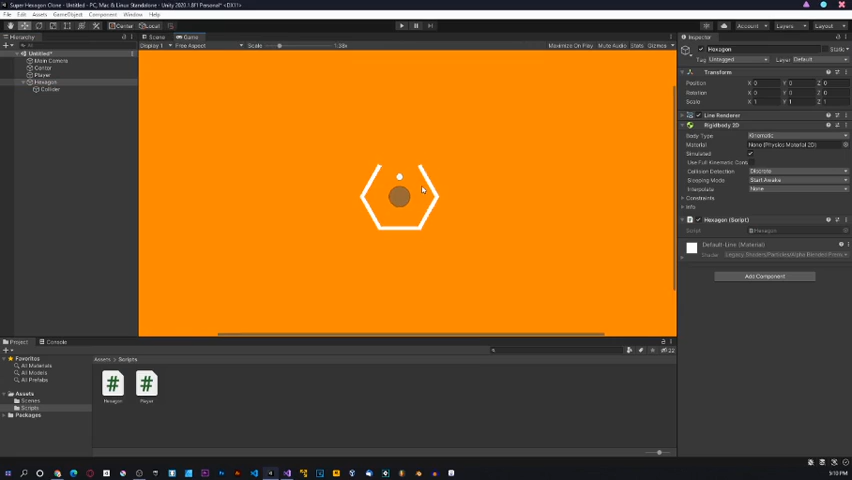 Super Hexagon Clone - Untitled - PC, Mac & Linux Standalone - Unity 2020.1.8f1 Personal* <DX11>
File Edit Assets GameObject Component Window Help
Center Local Account Layers Layout
Hierarchy Scene Game Inspector
Display 1 Free Aspect Scale 1.38x Maximize On Play Mute Audio Stats Gizmos
Untitled*
Main Camera
Center
Player
Hexagon
Collider
Hexagon Static
Tag Untagged Layer Default
Transform
Position X 0 Y 0 Z 0
Rotation X 0 Y 0 Z 0
Scale X 1 Y 1 Z 1
Line Renderer
Rigidbody 2D
Body Type Kinematic
Material None (Physics Material 2D)
Simulated
Use Full Kinematic Conta
Collision Detection Discrete
Sleeping Mode Start Awake
Interpolate None
Constraints
Info
Hexagon (Script)
Script Hexagon
Default-Line (Material)
Shader Legacy Shaders/Particles/Alpha Blended Premu
Add Component
Project Console
Favorites
All Materials
All Models
All Prefabs
Assets
Scenes
Scripts
Packages
Assets Scripts
Hexagon Player
5:10 PM